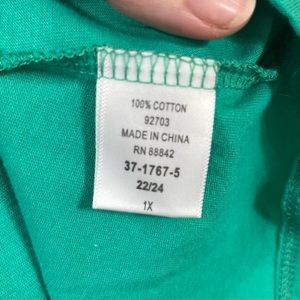 100% COTTON
92703
MADE IN CHINA
RN 88842
37-1767-5
22/24
1X